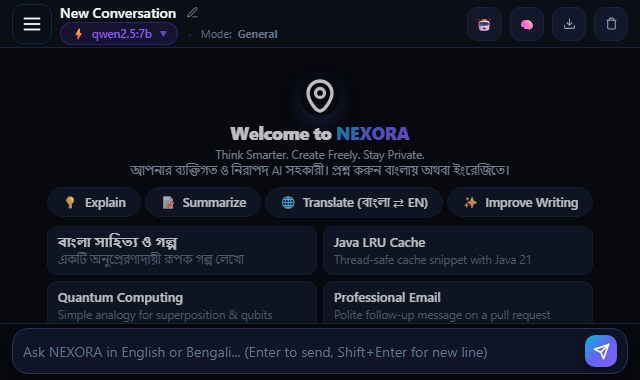 New Conversation
qwen2.5:7b
Mode: General
Welcome to NEXORA
Think Smarter. Create Freely. Stay Private.
আপনার ব্যক্তিগত ও নিরাপদ AI সহকারী। প্রশ্ন করুন বাংলায় অথবা ইংরেজিতে।
Explain
Summarize
Translate (বাংলা ⇄ EN)
Improve Writing
বাংলা সাহিত্য ও গল্প
একটি অনুপ্রেরণাদায়ী রূপক গল্প লেখো
Java LRU Cache
Thread-safe cache snippet with Java 21
Quantum Computing
Simple analogy for superposition & qubits
Professional Email
Polite follow-up message on a pull request
Ask NEXORA in English or Bengali... (Enter to send, Shift+Enter for new line)